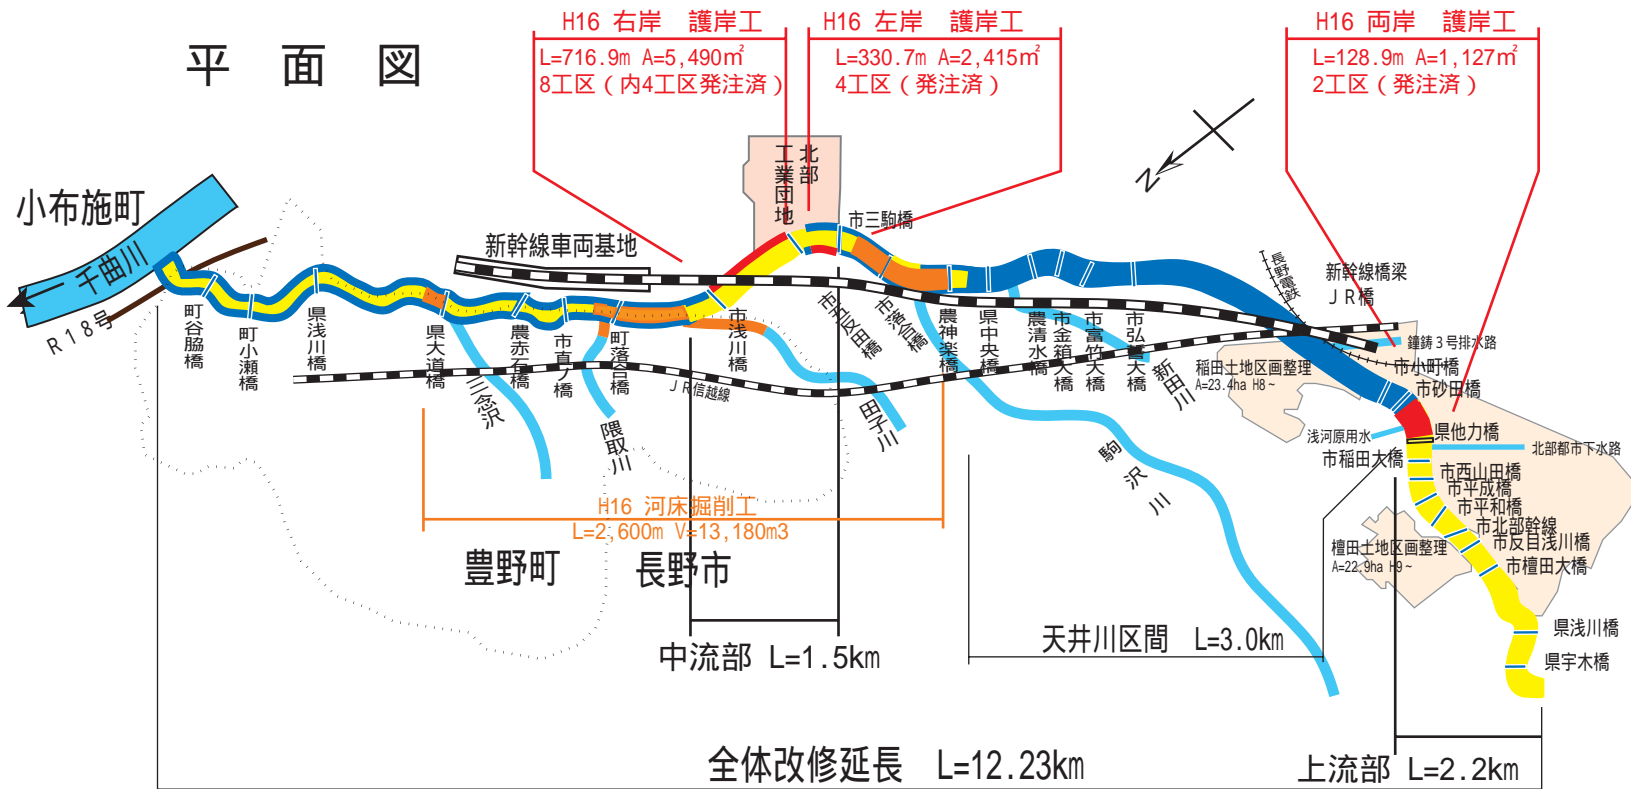 平 面 図
H16 右岸 護岸工
L=716.9m A=5,490㎡
8工区(内4工区発注済)
H16 左岸 護岸工
L=330.7m A=2,415㎡
4工区(発注済)
H16 両岸 護岸工
L=128.9m A=1,127㎡
2工区(発注済)
N
小布施町
千曲川
R18号
新幹線車両基地
北部
工業団地
市三駒橋
長野電鉄
新幹線橋梁
JR橋
町谷脇橋
町小瀬橋
県浅川橋
県大道橋
農赤石橋
市直ノ橋
町落合橋
市浅川橋
市五反田橋
市落合橋
農神楽橋
県中央橋
農清水橋
市金箱大橋
市富竹大橋
市弘誓大橋
三念沢
隈取川
JR信越線
田子川
駒沢川
新田川
鐘鋳3号排水路
稲田土地区画整理
A=23.4ha H8~
市小町橋
市砂田橋
浅河原用水
県他力橋
北部都市下水路
市稲田大橋
市西山田橋
市平成橋
市平和橋
市北部幹線
市反目浅川橋
市檀田大橋
檀田土地区画整理
A=22.9ha H9~
県浅川橋
県宇木橋
H16 河床掘削工
L=2,600m V=13,180m3
豊野町
長野市
中流部 L=1.5km
天井川区間 L=3.0km
全体改修延長 L=12.23km
上流部 L=2.2km